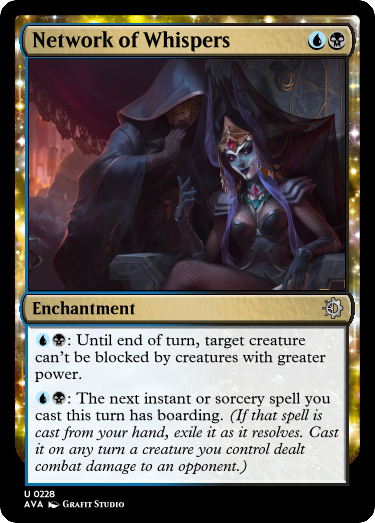 Network of Whispers
Enchantment
: Until end of turn, target creature
can't be blocked by creatures with greater
power.
: The next instant or sorcery spell you
cast this turn has boarding. (If that spell is
cast from your hand, exile it as it resolves. Cast
it on any turn a creature you control dealt
combat damage to an opponent.)
U 0228
AVA Grafit Studio